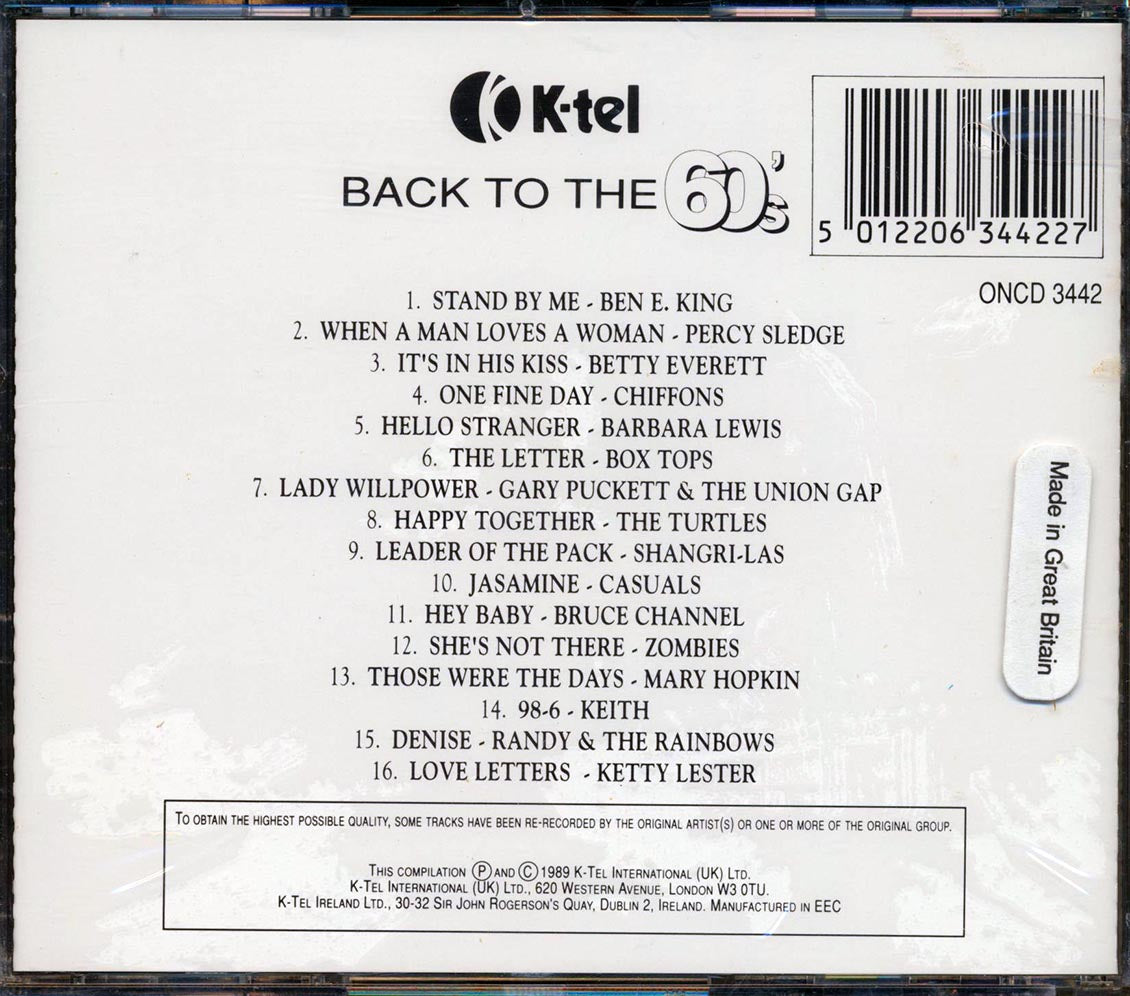 K-tel
BACK TO THE 60's
5 012206 344227
ONCD 3442
1. STAND BY ME - BEN E. KING
2. WHEN A MAN LOVES A WOMAN - PERCY SLEDGE
3. IT'S IN HIS KISS - BETTY EVERETT
4. ONE FINE DAY - CHIFFONS
5. HELLO STRANGER - BARBARA LEWIS
6. THE LETTER - BOX TOPS
7. LADY WILLPOWER - GARY PUCKETT & THE UNION GAP
8. HAPPY TOGETHER - THE TURTLES
9. LEADER OF THE PACK - SHANGRI-LAS
10. JASAMINE - CASUALS
11. HEY BABY - BRUCE CHANNEL
12. SHE'S NOT THERE - ZOMBIES
13. THOSE WERE THE DAYS - MARY HOPKIN
14. 98-6 - KEITH
15. DENISE - RANDY & THE RAINBOWS
16. LOVE LETTERS - KETTY LESTER
Made in Great Britain
TO OBTAIN THE HIGHEST POSSIBLE QUALITY, SOME TRACKS HAVE BEEN RE-RECORDED BY THE ORIGINAL ARTIST(S) OR ONE OR MORE OF THE ORIGINAL GROUP.
THIS COMPILATION Ⓟ AND © 1989 K-TEL INTERNATIONAL (UK) LTD.
K-TEL INTERNATIONAL (UK) LTD., 620 WESTERN AVENUE, LONDON W3 0TU.
K-TEL IRELAND LTD., 30-32 SIR JOHN ROGERSON'S QUAY, DUBLIN 2, IRELAND. MANUFACTURED IN EEC